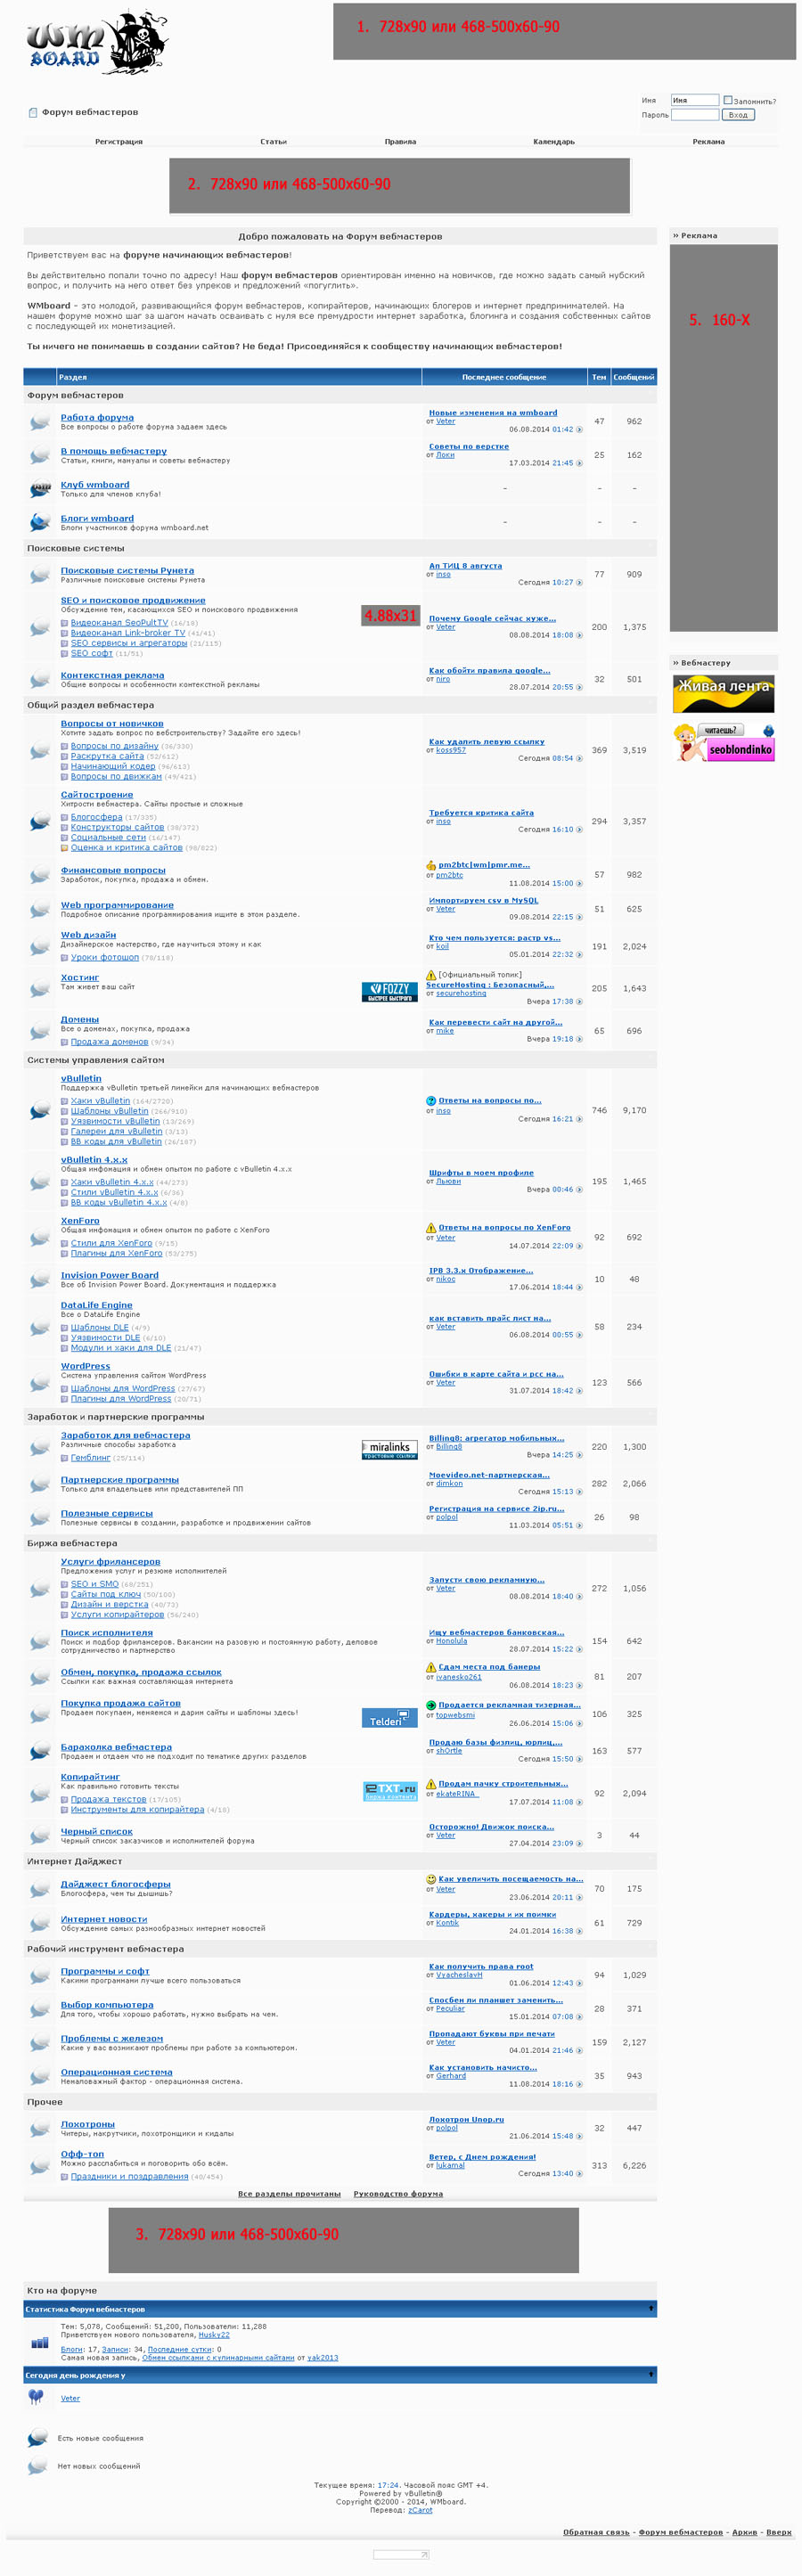 WM BOARD
1. 728x90 или 468-500x60-90
Форум вебмастеров
Имя Имя Запомнить?
Пароль Вход
Регистрация Статьи Правила Календарь Реклама
2. 728x90 или 468-500x60-90
Добро пожаловать на Форум вебмастеров
Приветствуем вас на форуме начинающих вебмастеров!
Вы действительно попали точно по адресу! Наш форум вебмастеров ориентирован именно на новичков, где можно задать самый нубский
вопрос, и получить на него ответ без упреков и предложений «погуглить».
WMboard - это молодой, развивающийся форум вебмастеров, копирайтеров, начинающих блогеров и интернет предпринимателей. На
нашем форуме можно шаг за шагом начать осваивать с нуля все премудрости интернет заработка, блогинга и создания собственных сайтов
с последующей их монетизацией.
Ты ничего не понимаешь в создании сайтов? Не беда! Присоединяйся к сообществу начинающих вебмастеров!
» Реклама
5. 160-X
» Вебмастеру
Живая лента
читаешь?
seoblondinko
Раздел Последнее сообщение Тем Сообщений
Форум вебмастеров
Работа форума
Все вопросы о работе форума задаем здесь
Новые изменения на wmboard
от Veter
06.08.2014 01:42
47 962
В помощь вебмастеру
Статьи, книги, мануалы и советы вебмастеру
Советы по верстке
от Локи
17.03.2014 21:45
25 162
Клуб wmboard
Только для членов клуба!
- - -
Блоги wmboard
Блоги участников форума wmboard.net
- - -
Поисковые системы
Поисковые системы Рунета
Различные поисковые системы Рунета
Ап ТИЦ 8 августа
от inso
Сегодня 10:27
77 909
SEO и поисковое продвижение
Обсуждение тем, касающихся SEO и поискового продвижения
Видеоканал SeoPultTV (16/18)
Видеоканал Link-broker TV (41/41)
SEO сервисы и агрегаторы (21/115)
SEO софт (11/51)
4.88x31
Почему Google сейчас хуже...
от Veter
08.08.2014 18:08
200 1,375
Контекстная реклама
Общие вопросы и особенности контекстной рекламы
Как обойти правила google...
от niro
28.07.2014 20:55
32 501
Общий раздел вебмастера
Вопросы от новичков
Хотите задать вопрос по вебстроительству? Задайте его здесь!
Вопросы по дизайну (36/330)
Раскрутка сайта (52/612)
Начинающий кодер (96/613)
Вопросы по движкам (49/421)
Как удалить левую ссылку
от koss957
Сегодня 08:54
369 3,519
Сайтостроение
Хитрости вебмастера. Сайты простые и сложные
Блогосфера (17/335)
Конструкторы сайтов (38/372)
Социальные сети (16/147)
Оценка и критика сайтов (98/822)
Требуется критика сайта
от inso
Сегодня 16:10
294 3,357
Финансовые вопросы
Заработок, покупка, продажа и обмен.
pm2btc|wm|pmr.me...
от pm2btc
11.08.2014 15:00
57 982
Web программирование
Подробное описание программирования ищите в этом разделе.
Импортируем csv в MySQL
от Veter
09.08.2014 22:15
51 625
Web дизайн
Дизайнерское мастерство, где научиться этому и как
Уроки фотошоп (78/118)
Кто чем пользуется: растр vs...
от koil
05.01.2014 22:32
191 2,024
Хостинг
Там живет ваш сайт
FOZZY
БЫСТРЕЕ БЫСТРОГО
[Официальный топик]
SecureHosting : Безопасный,...
от securehosting
Вчера 17:38
205 1,643
Домены
Все о доменах, покупка, продажа
Продажа доменов (9/34)
Как перевести сайт на другой...
от mike
Вчера 19:18
65 696
Системы управления сайтом
vBulletin
Поддержка vBulletin третьей линейки для начинающих вебмастеров
Хаки vBulletin (164/2728)
Шаблоны vBulletin (266/910)
Уязвимости vBulletin (13/269)
Галереи для vBulletin (3/13)
BB коды для vBulletin (26/187)
Ответы на вопросы по...
от inso
Сегодня 16:21
746 9,170
vBulletin 4.x.x
Общая инфомация и обмен опытом по работе с vBulletin 4.x.x
Хаки vBulletin 4.x.x (44/273)
Стили vBulletin 4.x.x (6/36)
BB коды vBulletin 4.x.x (4/8)
Шрифты в моем профиле
от Льюви
Вчера 00:46
195 1,465
XenForo
Общая инфонация и обмен опытом по работе с XenForo
Стили для XenForo (9/15)
Плагины для XenForo (53/275)
Ответы на вопросы по XenForo
от Veter
14.07.2014 22:09
92 692
Invision Power Board
Все об Invision Power Board. Документация и поддержка
IPB 3.3.x Отображение...
от nikoc
17.06.2014 18:44
10 48
DataLife Engine
Все о DataLife Engine
Шаблоны DLE (4/9)
Уязвимости DLE (6/10)
Модули и хаки для DLE (21/47)
как вставить прайс лист на...
от Veter
06.08.2014 00:55
58 234
WordPress
Система управления сайтом WordPress
Шаблоны для WordPress (27/67)
Плагины для WordPress (20/71)
Ошибки в карте сайта и рсс на...
от Veter
31.07.2014 18:42
123 566
Заработок и партнерские программы
Заработок для вебмастера
Различные способы заработка
Гемблинг (25/114)
miralinks
трастовые ссылки
Billing8: агрегатор мобильных...
от Billing8
Вчера 14:25
220 1,300
Партнерские программы
Только для владельцев или представителей ПП
Moevideo.net-партнерская...
от dimkon
Сегодня 15:13
282 2,066
Полезные сервисы
Полезные сервисы в создании, разработке и продвижении сайтов
Регистрация на сервисе 2ip.ru...
от polpol
11.03.2014 05:51
26 98
Биржа вебмастера
Услуги фрилансеров
Предложения услуг и резюме исполнителей
SEO и SMO (68/251)
Сайты под ключ (50/180)
Дизайн и верстка (40/73)
Услуги копирайтеров (56/240)
Запусти свою рекламную...
от Veter
08.08.2014 18:40
272 1,056
Поиск исполнителя
Поиск и подбор фрилансеров. Вакансии на разовую и постоянную работу, деловое
сотрудничество и партнерство
Ищу вебмастеров банковская...
от Honolula
28.07.2014 15:22
154 642
Обмен, покупка, продажа ссылок
Ссылки как важная составляющая интернета
Сдам места под банеры
от ivanesko261
06.08.2014 18:23
81 207
Покупка продажа сайтов
Продаем покупаем, меняемся и дарим сайты и шаблоны здесь!
Telderi
Продается рекламная тизерная...
от topwebsmi
26.06.2014 15:06
106 325
Барахолка вебмастера
Продаем и отдаем что не подходит по тематике других разделов
Продаю базы физлиц, юрлиц,...
от sh0rtle
Сегодня 15:50
163 577
Копирайтинг
Как правильно готовить тексты
Продажа текстов (17/105)
Инструменты для копирайтера (4/18)
ETXT.ru
биржа контента
Продам пачку строительных...
от ekateRINA_
17.07.2014 11:08
92 2,094
Черный список
Черный список заказчиков и исполнителей форума
Осторожно! Движок поиска...
от Veter
27.04.2014 23:09
3 44
Интернет Дайджест
Дайджест блогосферы
Блогосфера, чем ты дышишь?
Как увеличить посещаемость на...
от Veter
23.06.2014 20:11
70 175
Интернет новости
Обсуждение самых разнообразных интернет новостей
Кардеры, хакеры и их поимки
от Kontik
24.01.2014 16:38
61 729
Рабочий инструмент вебмастера
Программы и софт
Какими програмнами лучше всего пользоваться
Как получить права root
от VyacheslavH
01.06.2014 12:43
94 1,029
Выбор компьютера
Для того, чтобы хорошо работать, нужно выбрать на чем.
Спосбен ли планшет заменить...
от Peculiar
15.01.2014 07:08
28 371
Проблемы с железом
Какие у вас возникают проблемы при работе за компьютером.
Пропадают буквы при печати
от Veter
04.01.2014 21:46
159 2,127
Операционная система
Немаловажный фактор - операционная система.
Как установить начисто...
от Gerhard
11.08.2014 18:16
35 943
Прочее
Лохотроны
Читеры, накрутчики, лохотронщики и кидалы
Лохотрон Unop.ru
от polpol
21.06.2014 15:48
32 447
Офф-топ
Можно расслабиться и поговорить обо всём.
Праздники и поздравления (40/454)
Ветер, с Днем рождения!
от lukamal
Сегодня 13:40
313 6,226
Все разделы прочитаны Руководство форума
3. 728x90 или 468-500x60-90
Кто на форуме
Статистика Форум вебмастеров
Тем: 5,078, Сообщений: 51,200, Пользователи: 11,288
Приветствуем нового пользователя, Husky22
Блоги: 17, Записи: 34, Последние сутки: 0
Самая новая запись, Обмен ссылками с кулинарными сайтами от yak2013
Сегодня день рождения у
Veter
Есть новые сообщения
Нет новых сообщений
Текущее время: 17:24. Часовой пояс GMT +4.
Powered by vBulletin®
Copyright ©2000 - 2014, WMboard.
Перевод: zCarot
Обратная связь - Форум вебмастеров - Архив - Вверх